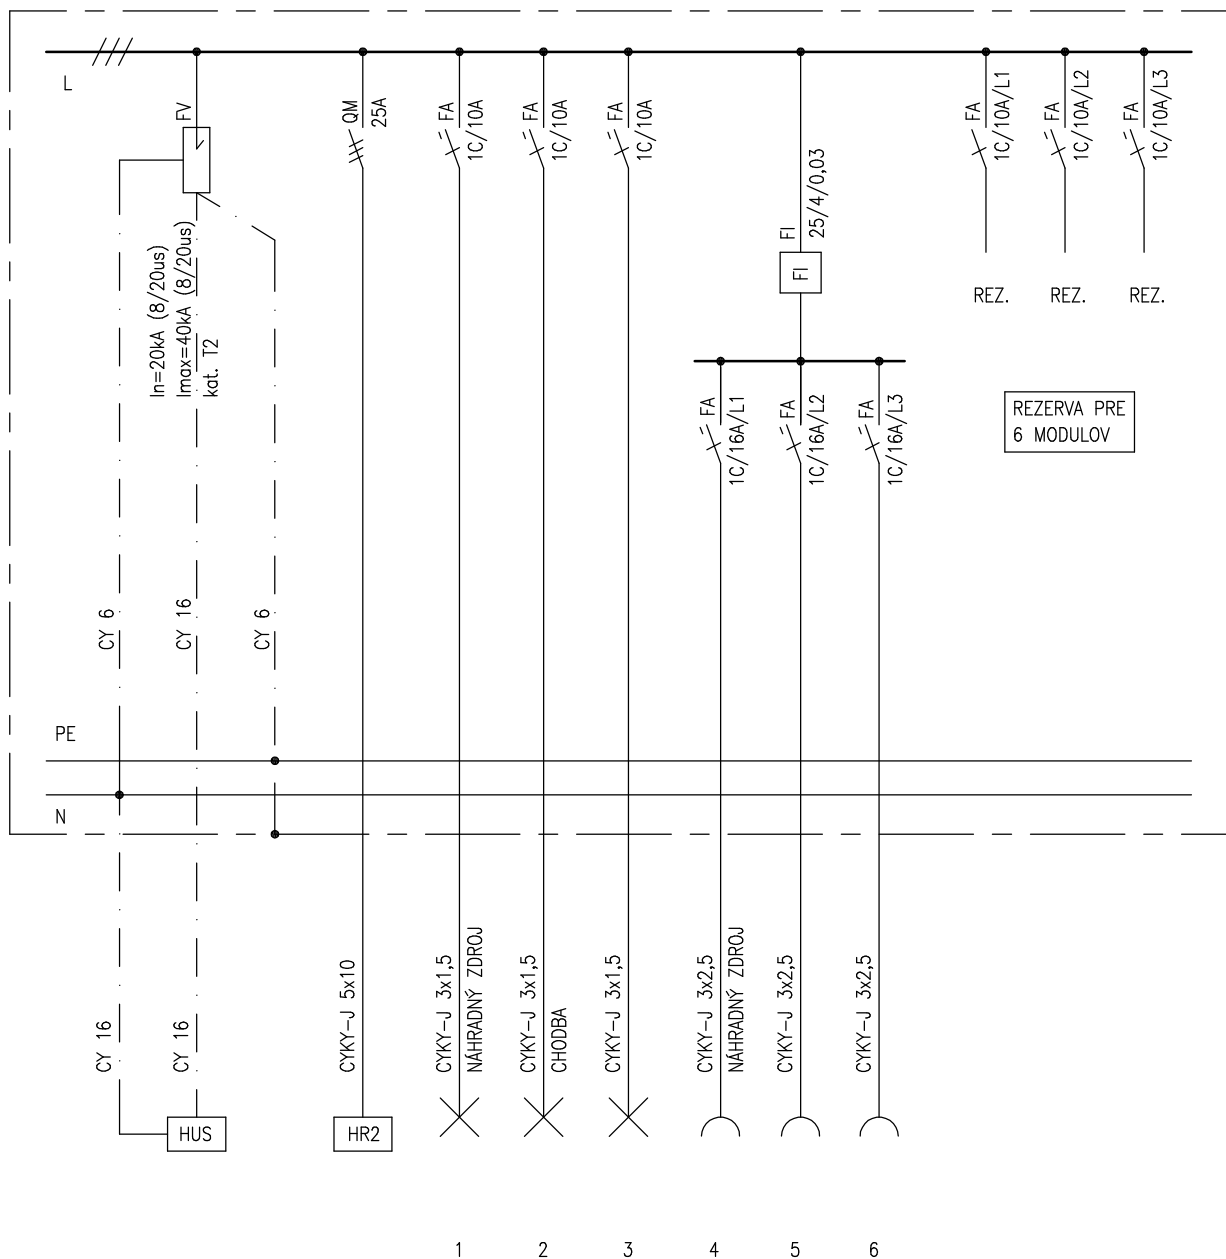 L
FV
In=20kA (8/20us)
Imax=40kA (8/20us)
kat. T2
QM
25A
FA
1C/10A
FA
1C/10A
FA
1C/10A
FI
25/4/0,03
FI
FA
1C/10A/L1
FA
1C/10A/L2
FA
1C/10A/L3
REZ.
REZ.
REZ.
FA
1C/16A/L1
FA
1C/16A/L2
FA
1C/16A/L3
REZERVA PRE
6 MODULOV
CY 6
CY 16
CY 6
PE
N
CY 16
CY 16
CYKY-J 5x10
CYKY-J 3x1,5
NÁHRADNÝ ZDROJ
CYKY-J 3x1,5
CHODBA
CYKY-J 3x1,5
CYKY-J 3x2,5
NÁHRADNÝ ZDROJ
CYKY-J 3x2,5
CYKY-J 3x2,5
HUS
HR2
1
2
3
4
5
6